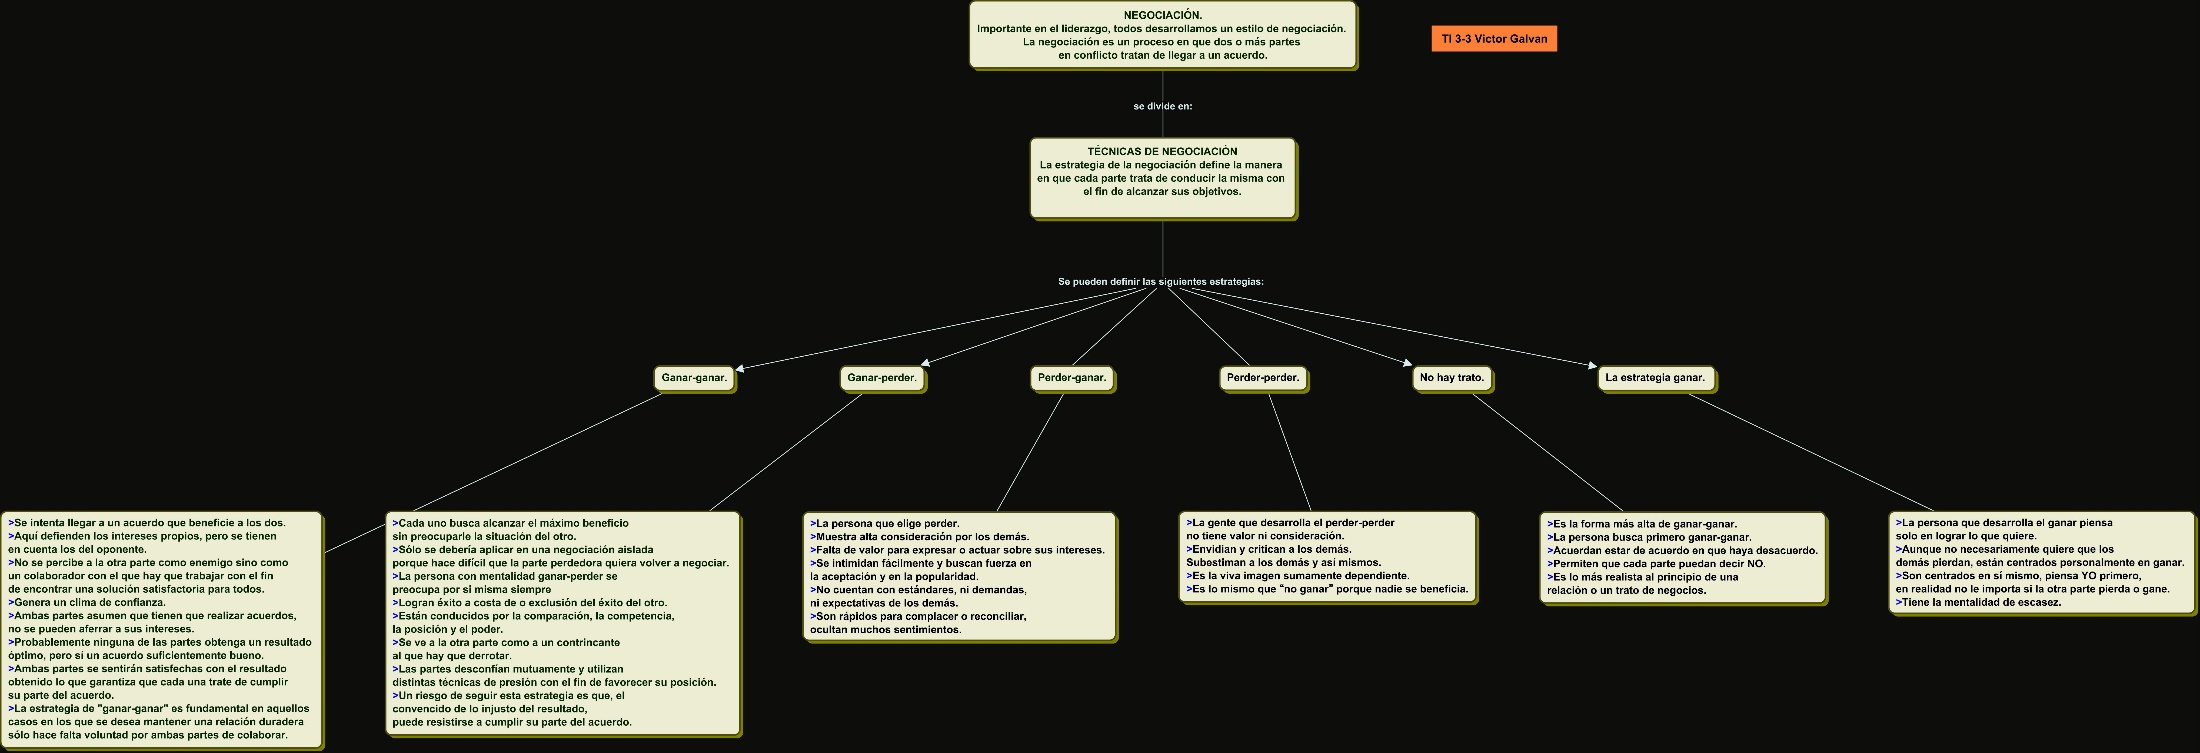 NEGOCIACIÓN.
Importante en el liderazgo, todos desarrollamos un estilo de negociación.
La negociación es un proceso en que dos o más partes
en conflicto tratan de llegar a un acuerdo.
TI 3-3 Victor Galvan
se divide en:
TÉCNICAS DE NEGOCIACIÓN
La estrategia de la negociación define la manera
en que cada parte trata de conducir la misma con
el fin de alcanzar sus objetivos.
Se pueden definir las siguientes estrategias:
Ganar-ganar.
Ganar-perder.
Perder-ganar.
Perder-perder.
No hay trato.
La estrategia ganar.
>Se intenta llegar a un acuerdo que beneficie a los dos.
>Aquí defienden los intereses propios, pero se tienen
en cuenta los del oponente.
>No se percibe a la otra parte como enemigo sino como
un colaborador con el que hay que trabajar con el fin
de encontrar una solución satisfactoria para todos.
>Genera un clima de confianza.
>Ambas partes asumen que tienen que realizar acuerdos,
no se pueden aferrar a sus intereses.
>Probablemente ninguna de las partes obtenga un resultado
óptimo, pero sí un acuerdo suficientemente bueno.
>Ambas partes se sentirán satisfechas con el resultado
obtenido lo que garantiza que cada una trate de cumplir
su parte del acuerdo.
>La estrategia de "ganar-ganar" es fundamental en aquellos
casos en los que se desea mantener una relación duradera
sólo hace falta voluntad por ambas partes de colaborar.
>Cada uno busca alcanzar el máximo beneficio
sin preocuparle la situación del otro.
>Sólo se debería aplicar en una negociación aislada
porque hace difícil que la parte perdedora quiera volver a negociar.
>La persona con mentalidad ganar-perder se
preocupa por si misma siempre
>Logran éxito a costa de o exclusión del éxito del otro.
>Están conducidos por la comparación, la competencia,
la posición y el poder.
>Se ve a la otra parte como a un contrincante
al que hay que derrotar.
>Las partes desconfían mutuamente y utilizan
distintas técnicas de presión con el fin de favorecer su posición.
>Un riesgo de seguir esta estrategia es que, el
convencido de lo injusto del resultado,
puede resistirse a cumplir su parte del acuerdo.
>La persona que elige perder.
>Muestra alta consideración por los demás.
>Falta de valor para expresar o actuar sobre sus intereses.
>Se intimidan fácilmente y buscan fuerza en
la aceptación y en la popularidad.
>No cuentan con estándares, ni demandas,
ni expectativas de los demás.
>Son rápidos para complacer o reconciliar,
ocultan muchos sentimientos.
>La gente que desarrolla el perder-perder
no tiene valor ni consideración.
>Envidian y critican a los demás.
Subestiman a los demás y asi mismos.
>Es la viva imagen sumamente dependiente.
>Es lo mismo que "no ganar" porque nadie se beneficia.
>Es la forma más alta de ganar-ganar.
>La persona busca primero ganar-ganar.
>Acuerdan estar de acuerdo en que haya desacuerdo.
>Permiten que cada parte puedan decir NO.
>Es lo más realista al principio de una
relación o un trato de negocios.
>La persona que desarrolla el ganar piensa
solo en lograr lo que quiere.
>Aunque no necesariamente quiere que los
demás pierdan, están centrados personalmente en ganar.
>Son centrados en sí mismo, piensa YO primero,
en realidad no le importa si la otra parte pierda o gane.
>Tiene la mentalidad de escasez.